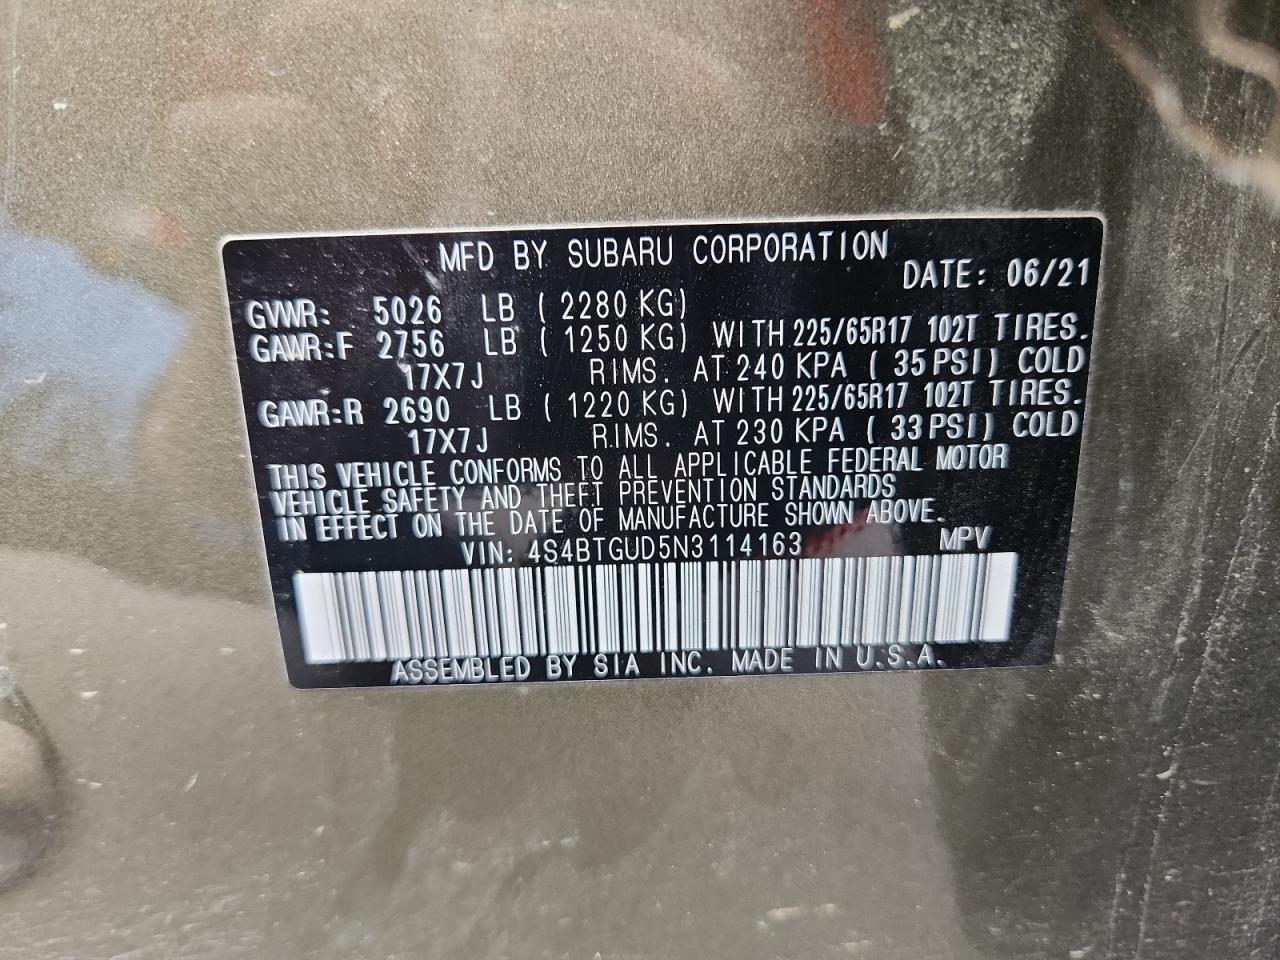 MFD BY SUBARU CORPORATION
DATE: 06/21
GVWR: 5026 LB ( 2280 KG)
GAWR:F 2756 LB ( 1250 KG) WITH 225/65R17 102T TIRES.
17X7J RIMS. AT 240 KPA ( 35 PSI) COLD
GAWR:R 2690 LB ( 1220 KG) WITH 225/65R17 102T TIRES.
17X7J RIMS. AT 230 KPA ( 33 PSI) COLD
THIS VEHICLE CONFORMS TO ALL APPLICABLE FEDERAL MOTOR
VEHICLE SAFETY AND THEFT PREVENTION STANDARDS
IN EFFECT ON THE DATE OF MANUFACTURE SHOWN ABOVE.
VIN: 4S4BTGUD5N3114163 MPV
ASSEMBLED BY SIA INC. MADE IN U.S.A.